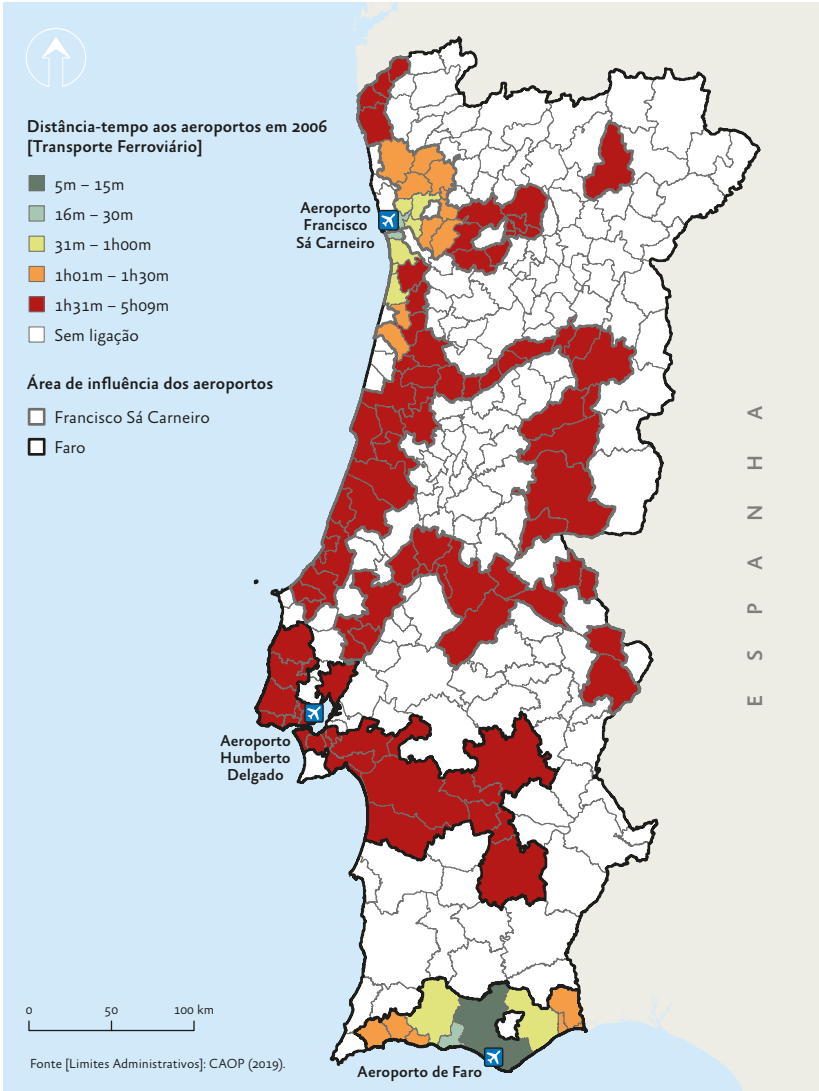 Distância-tempo aos aeroportos em 2006
[Transporte Ferroviário]
5m – 15m
16m – 30m
31m – 1h00m
1h01m – 1h30m
1h31m – 5h09m
Sem ligação
Área de influência dos aeroportos
Francisco Sá Carneiro
Faro
Aeroporto
Francisco
Sá Carneiro
ESPANHA
Aeroporto
Humberto
Delgado
0 50 100 km
Fonte [Limites Administrativos]: CAOP (2019).
Aeroporto de Faro